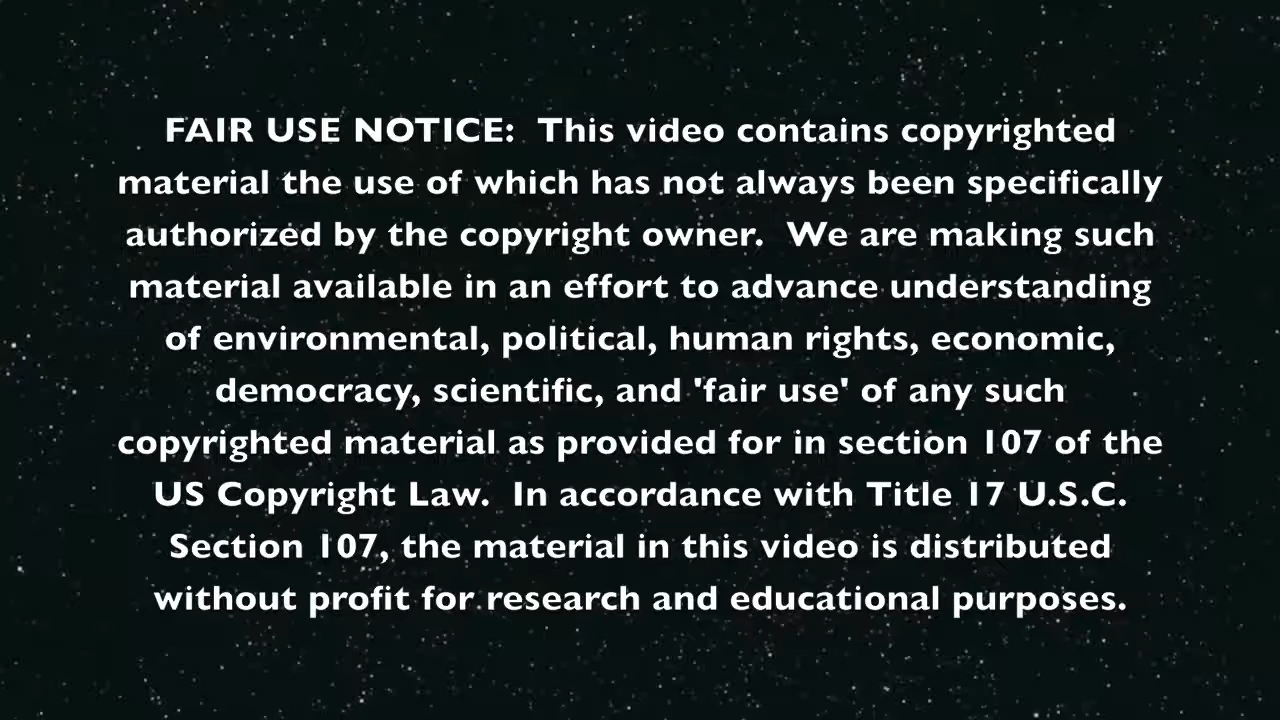 FAIR USE NOTICE:  This video contains copyrighted
material the use of which has not always been specifically
authorized by the copyright owner.  We are making such
material available in an effort to advance understanding
of environmental, political, human rights, economic,
democracy, scientific, and 'fair use' of any such
copyrighted material as provided for in section 107 of the
US Copyright Law.  In accordance with Title 17 U.S.C.
Section 107, the material in this video is distributed
without profit for research and educational purposes.